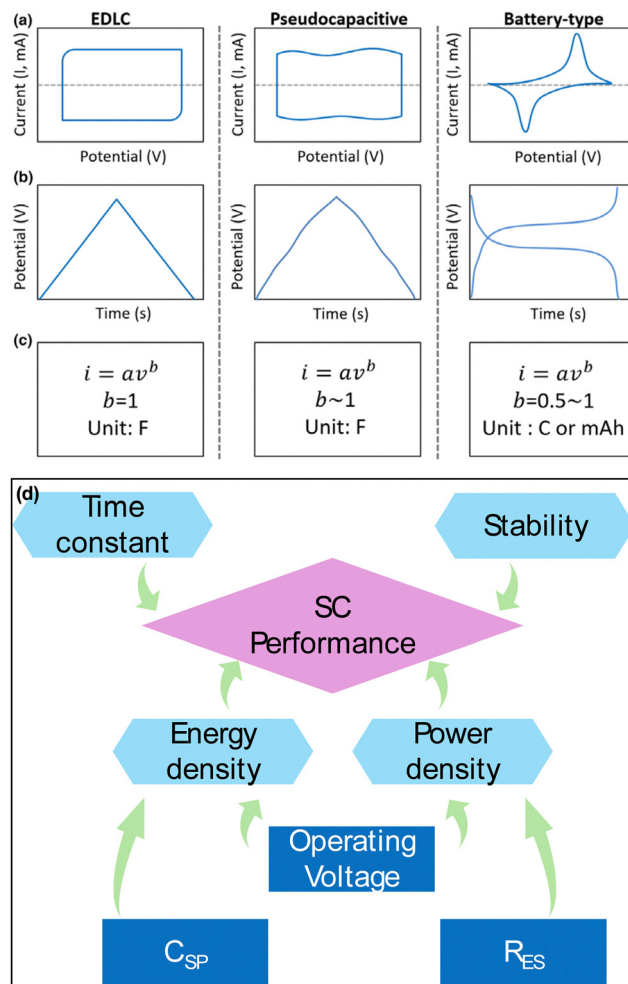 (a)
EDLC
Pseudocapacitive
Battery-type
Current (I, mA)
Potential (V)
Current (I, mA)
Potential (V)
Current (I, mA)
Potential (V)
(b)
Potential (V)
Time (s)
Potential (V)
Time (s)
Potential (V)
Time (s)
(c)
i = av^b
b=1
Unit: F
i = av^b
b~1
Unit: F
i = av^b
b=0.5~1
Unit : C or mAh
(d)
Time
constant
Stability
SC
Performance
Energy
density
Power
density
Operating
Voltage
C_SP
R_ES